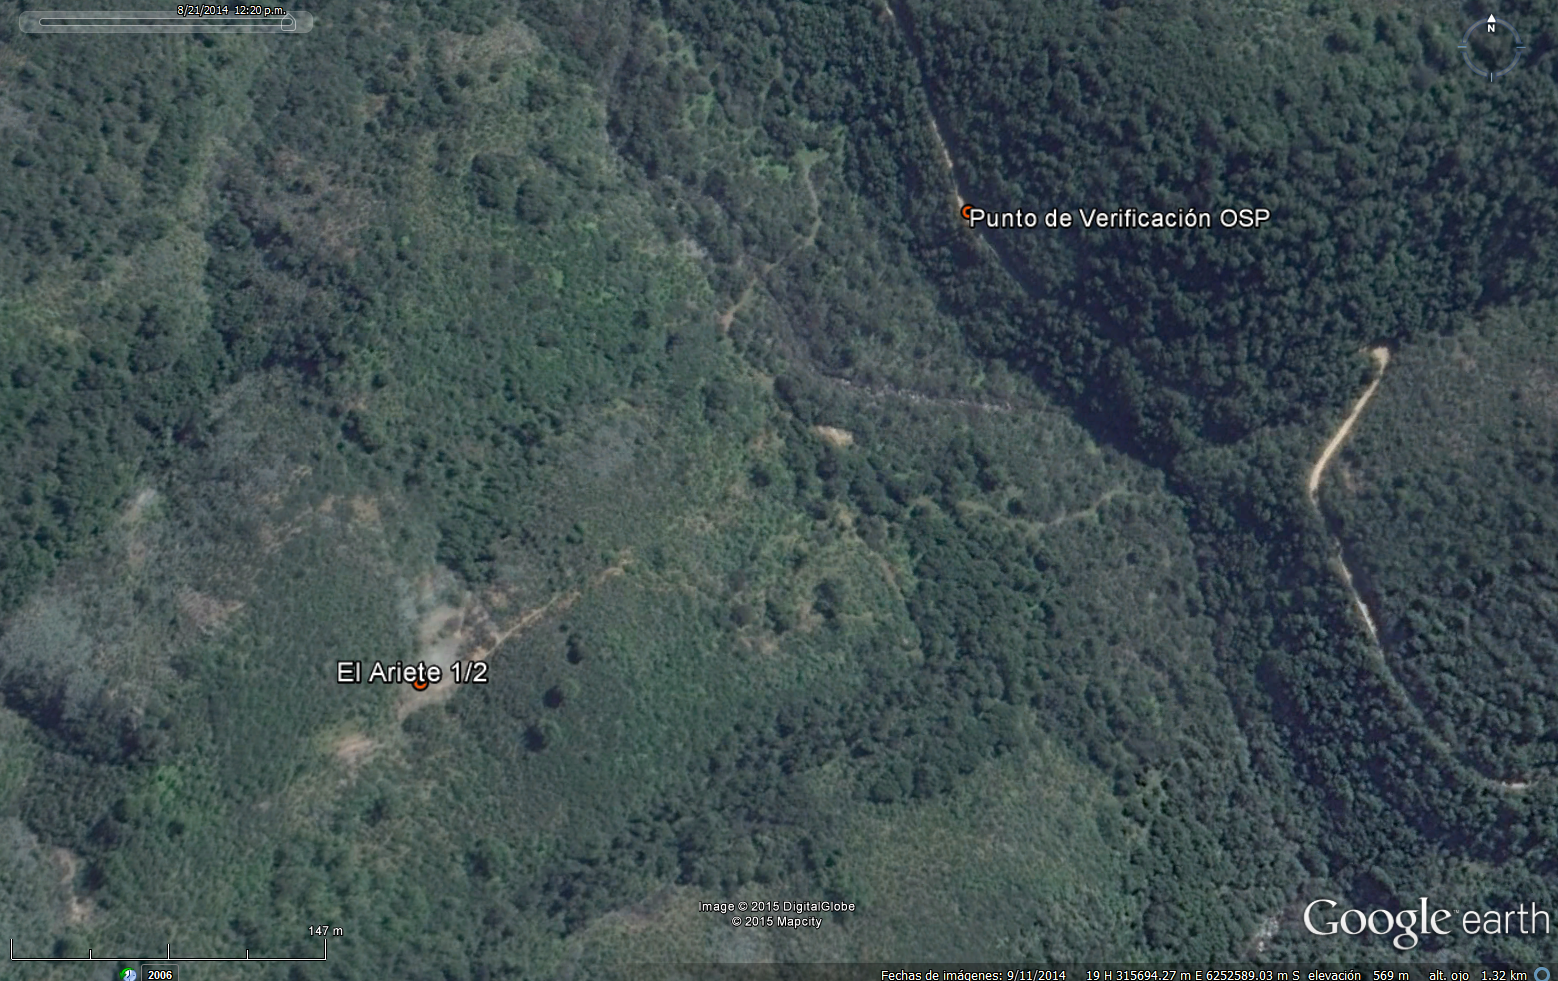 8/21/2014 12:20 p.m.
N
Punto de Verificación OSP
El Ariete 1/2
Image © 2015 DigitalGlobe
© 2015 Mapcity
Google earth
147 m
2006
Fechas de imágenes: 9/11/2014 19 H 315694.27 m E 6252589.03 m S elevación 569 m alt. ojo 1.32 km